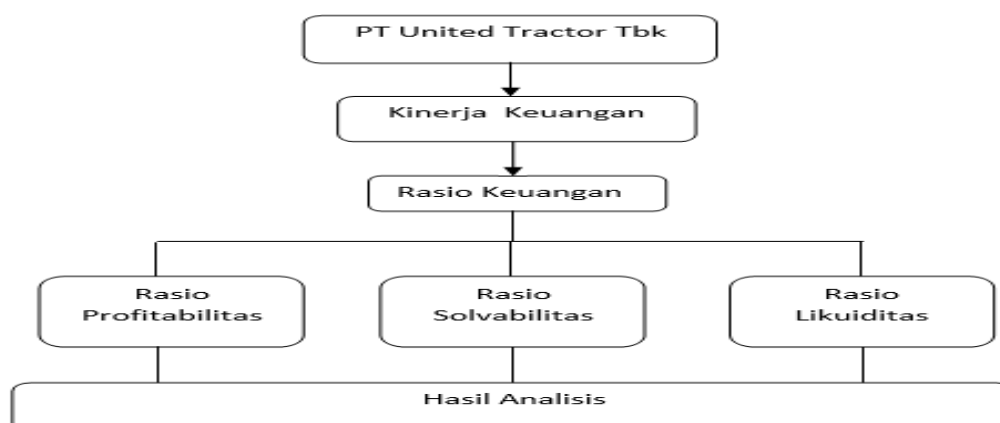 PT United Tractor Tbk
Kinerja Keuangan
Rasio Keuangan
Rasio
Profitabilitas
Rasio
Solvabilitas
Rasio
Likuiditas
Hasil Analisis